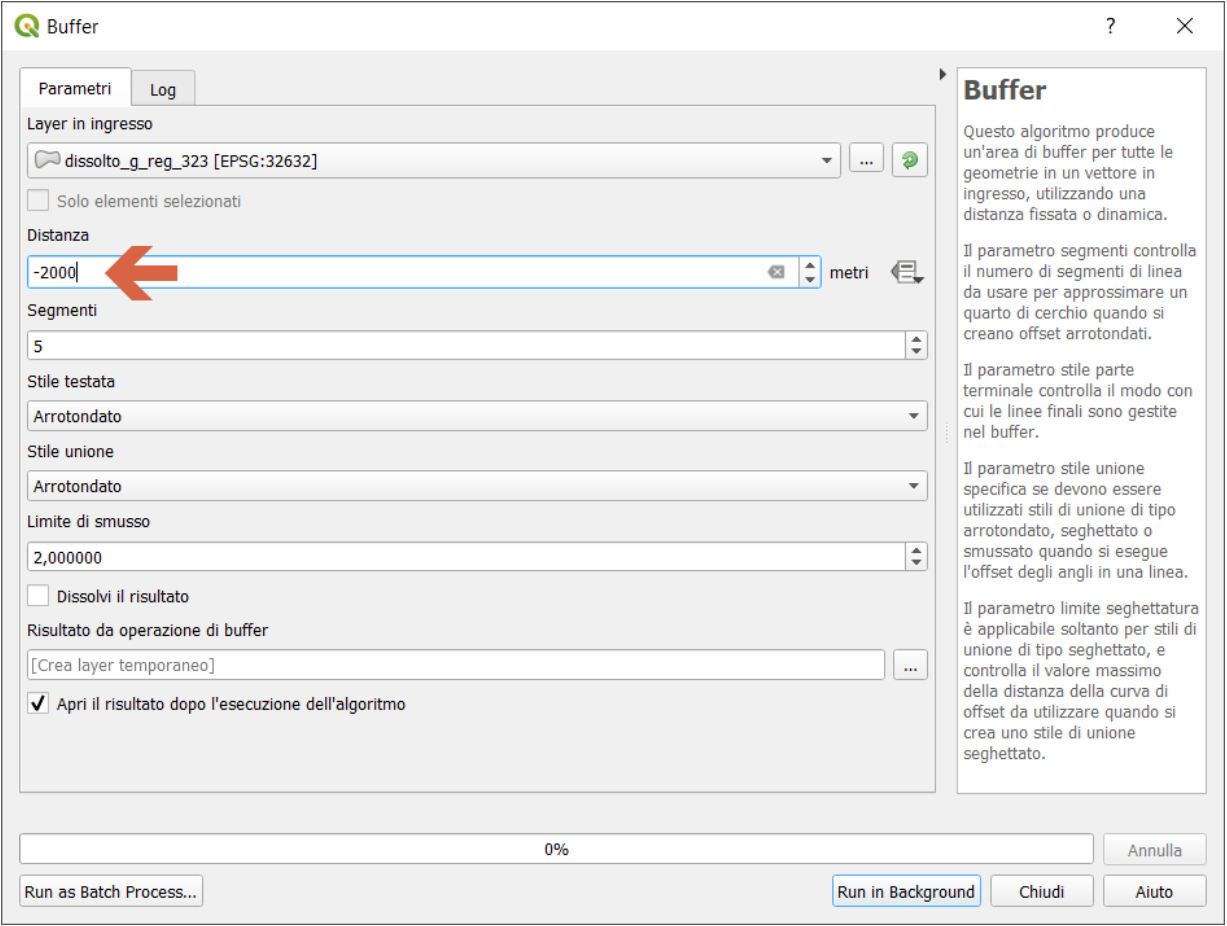 Buffer
?
Parametri
Log
Layer in ingresso
dissolto_g_reg_323 [EPSG:32632]
...
Solo elementi selezionati
Distanza
-2000
metri
Segmenti
5
Stile testata
Arrotondato
Stile unione
Arrotondato
Limite di smusso
2,000000
Dissolvi il risultato
Risultato da operazione di buffer
[Crea layer temporaneo]
...
Apri il risultato dopo l'esecuzione dell'algoritmo
Buffer
Questo algoritmo produce
un'area di buffer per tutte le
geometrie in un vettore in
ingresso, utilizzando una
distanza fissata o dinamica.
Il parametro segmenti controlla
il numero di segmenti di linea
da usare per approssimare un
quarto di cerchio quando si
creano offset arrotondati.
Il parametro stile parte
terminale controlla il modo con
cui le linee finali sono gestite
nel buffer.
Il parametro stile unione
specifica se devono essere
utilizzati stili di unione di tipo
arrotondato, seghettato o
smussato quando si esegue
l'offset degli angli in una linea.
Il parametro limite seghettatura
è applicabile soltanto per stili di
unione di tipo seghettato, e
controlla il valore massimo
della distanza della curva di
offset da utilizzare quando si
crea uno stile di unione
seghettato.
0%
Annulla
Run as Batch Process...
Run in Background
Chiudi
Aiuto